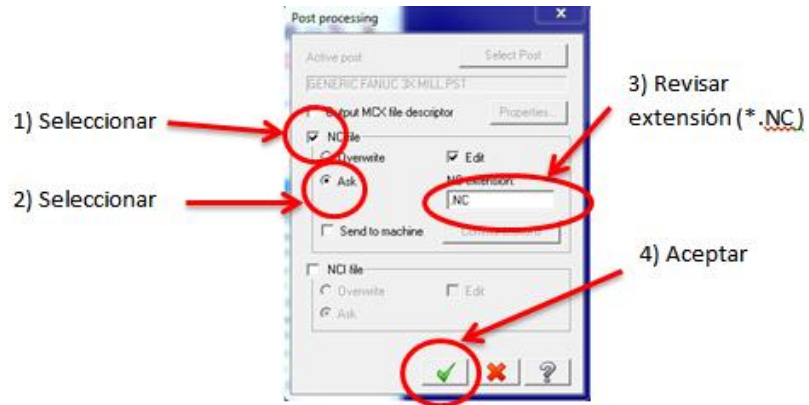 Post processing
x
Active post
Select Post
GENERIC FANUC 3X MILL.PST
Output MCX file descriptor
Properties...
1) Seleccionar
NC file
Overwrite
Edit
2) Seleccionar
Ask
NC extension:
.NC
Send to machine
NCI file
Overwrite
Edit
Ask
3) Revisar
extensión (*.NC)
4) Aceptar
?